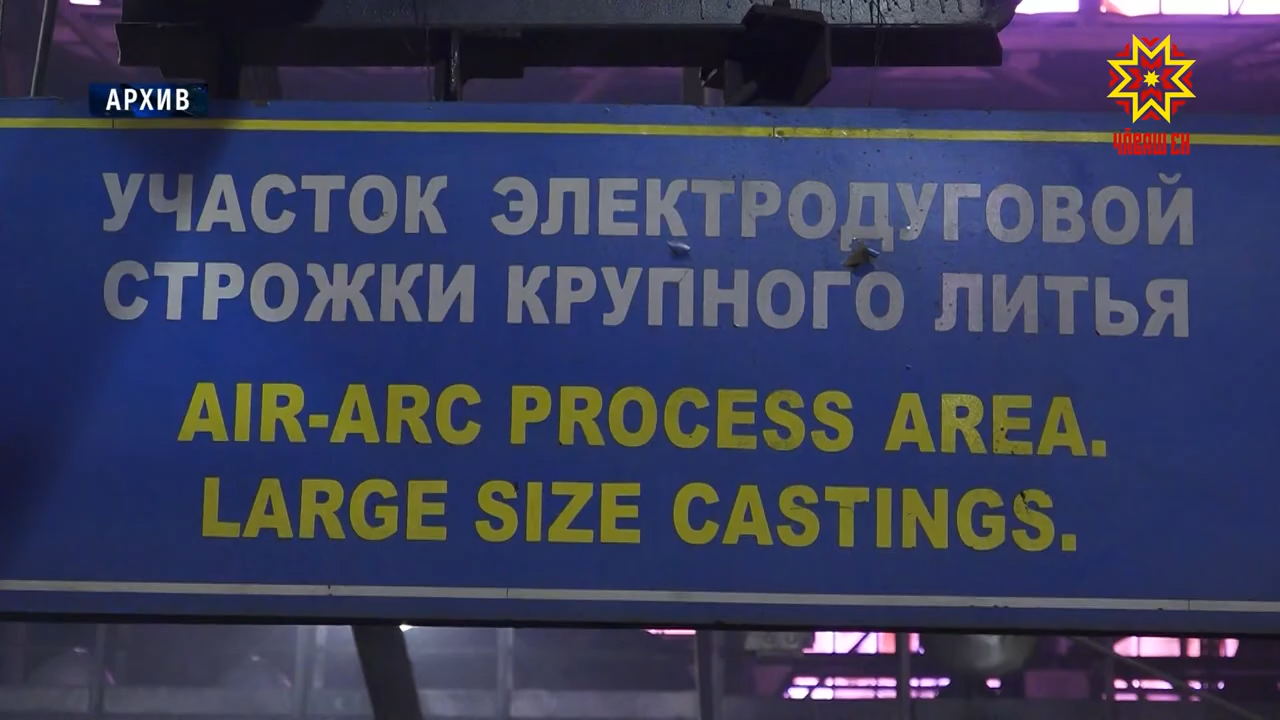 АРХИВ
ЧӐВАШ ЕН
УЧАСТОК ЭЛЕКТРОДУГОВОЙ
СТРОЖКИ КРУПНОГО ЛИТЬЯ
AIR-ARC PROCESS AREA.
LARGE SIZE CASTINGS.